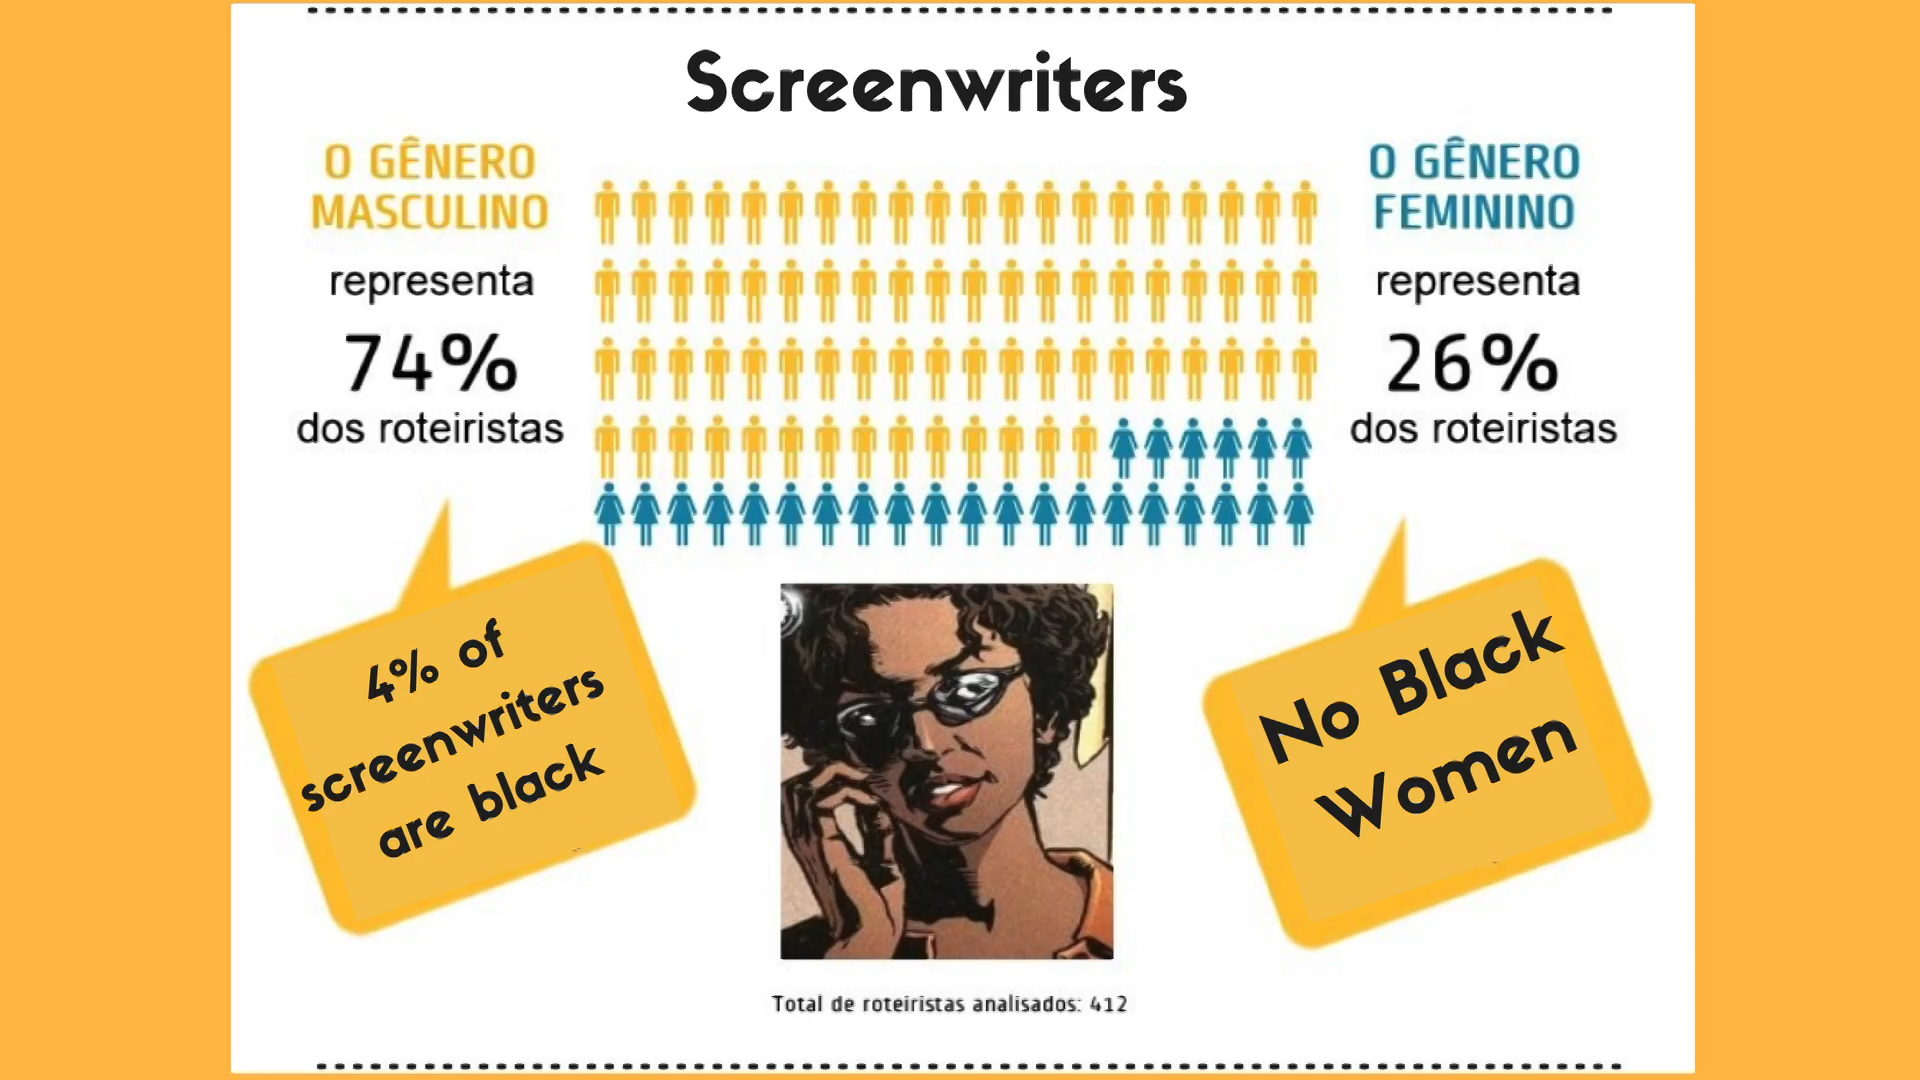 Screenwriters
O GÊNERO
MASCULINO
representa
74%
dos roteiristas
O GÊNERO
FEMININO
representa
26%
dos roteiristas
4% of
screenwriters
are black
No Black
Women
Total de roteiristas analisados: 412